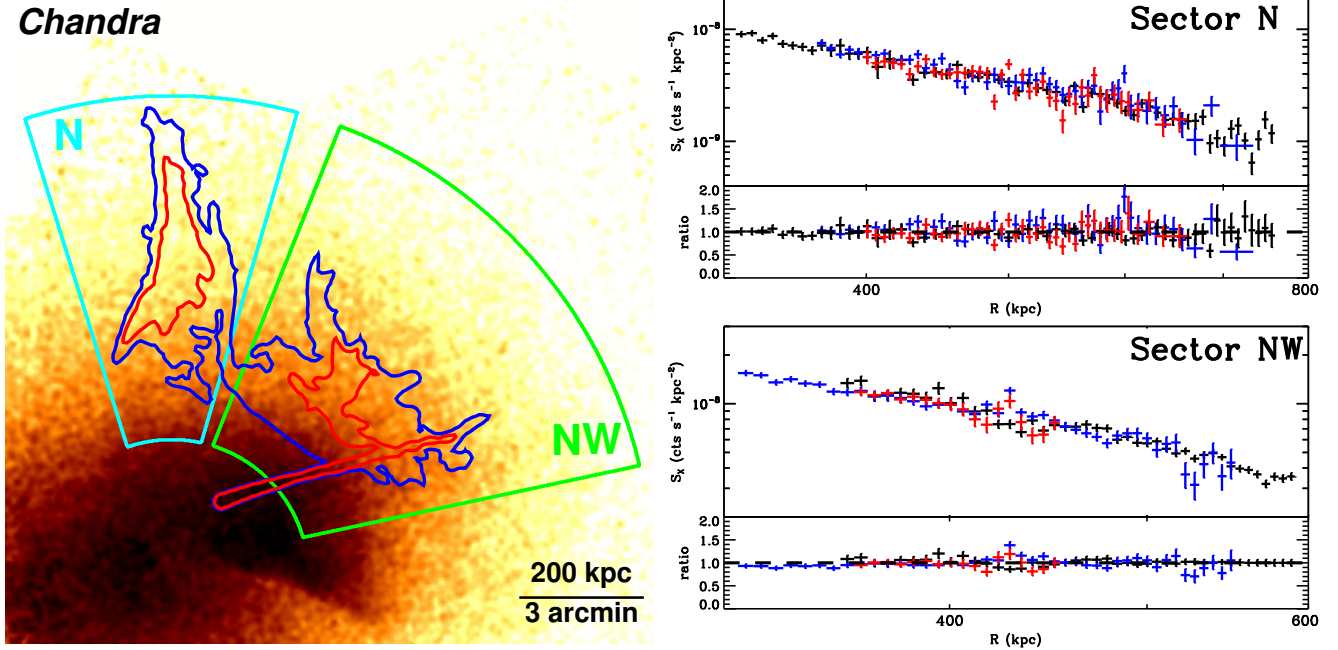 Chandra
N
NW
200 kpc
3 arcmin
Sector N
10⁻⁸
10⁻⁹
S_X (cts s⁻¹ kpc⁻²)
2.0
1.5
1.0
0.5
0.0
ratio
400
800
R (kpc)
Sector NW
10⁻⁸
S_X (cts s⁻¹ kpc⁻²)
2.0
1.5
1.0
0.5
0.0
ratio
400
600
R (kpc)